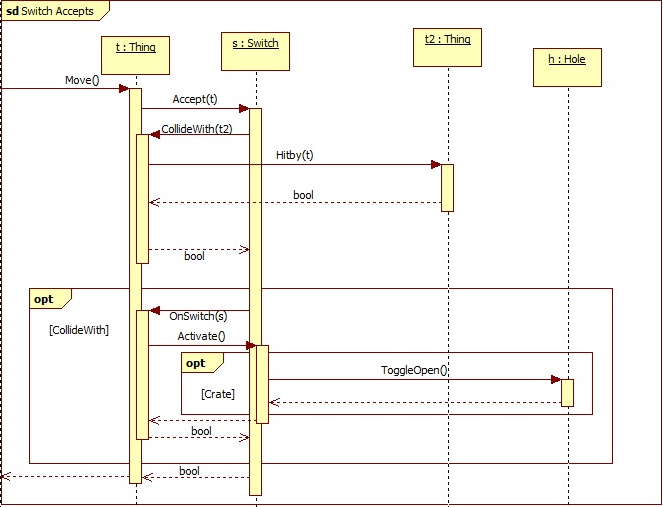 sd Switch Accepts
t : Thing
s : Switch
t2 : Thing
h : Hole
Move()
Accept(t)
CollideWith(t2)
Hitby(t)
bool
bool
opt
OnSwitch(s)
[CollideWith]
Activate()
opt
ToggleOpen()
[Crate]
bool
bool